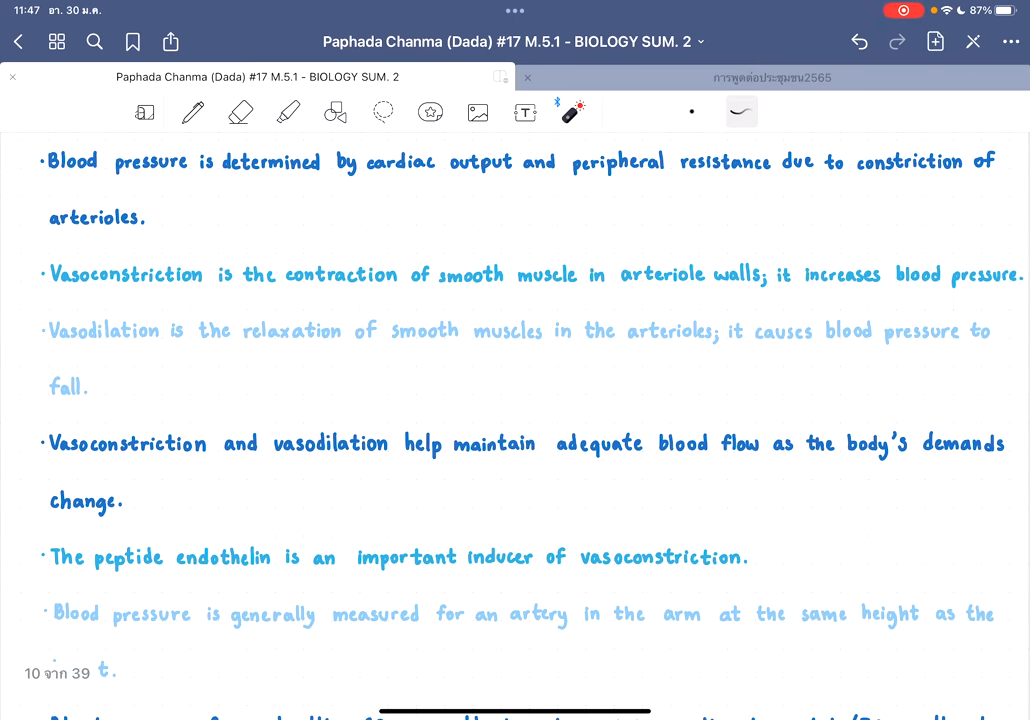 11:47 อา. 30 ม.ค.
87%
Paphada Chanma (Dada) #17 M.5.1 - BIOLOGY SUM. 2
Paphada Chanma (Dada) #17 M.5.1 - BIOLOGY SUM. 2
การพูดต่อประชุมชน2565
T
·Blood pressure is determined by cardiac output and peripheral resistance due to constriction of
arterioles.
·Vasoconstriction is the contraction of smooth muscle in arteriole walls; it increases blood pressure.
·Vasodilation is the relaxation of smooth muscles in the arterioles; it causes blood pressure to
fall.
·Vasoconstriction and vasodilation help maintain adequate blood flow as the body's demands
change.
·The peptide endothelin is an important inducer of vasoconstriction.
·Blood pressure is generally measured for an artery in the arm at the same height as the
10 จาก 39 t.